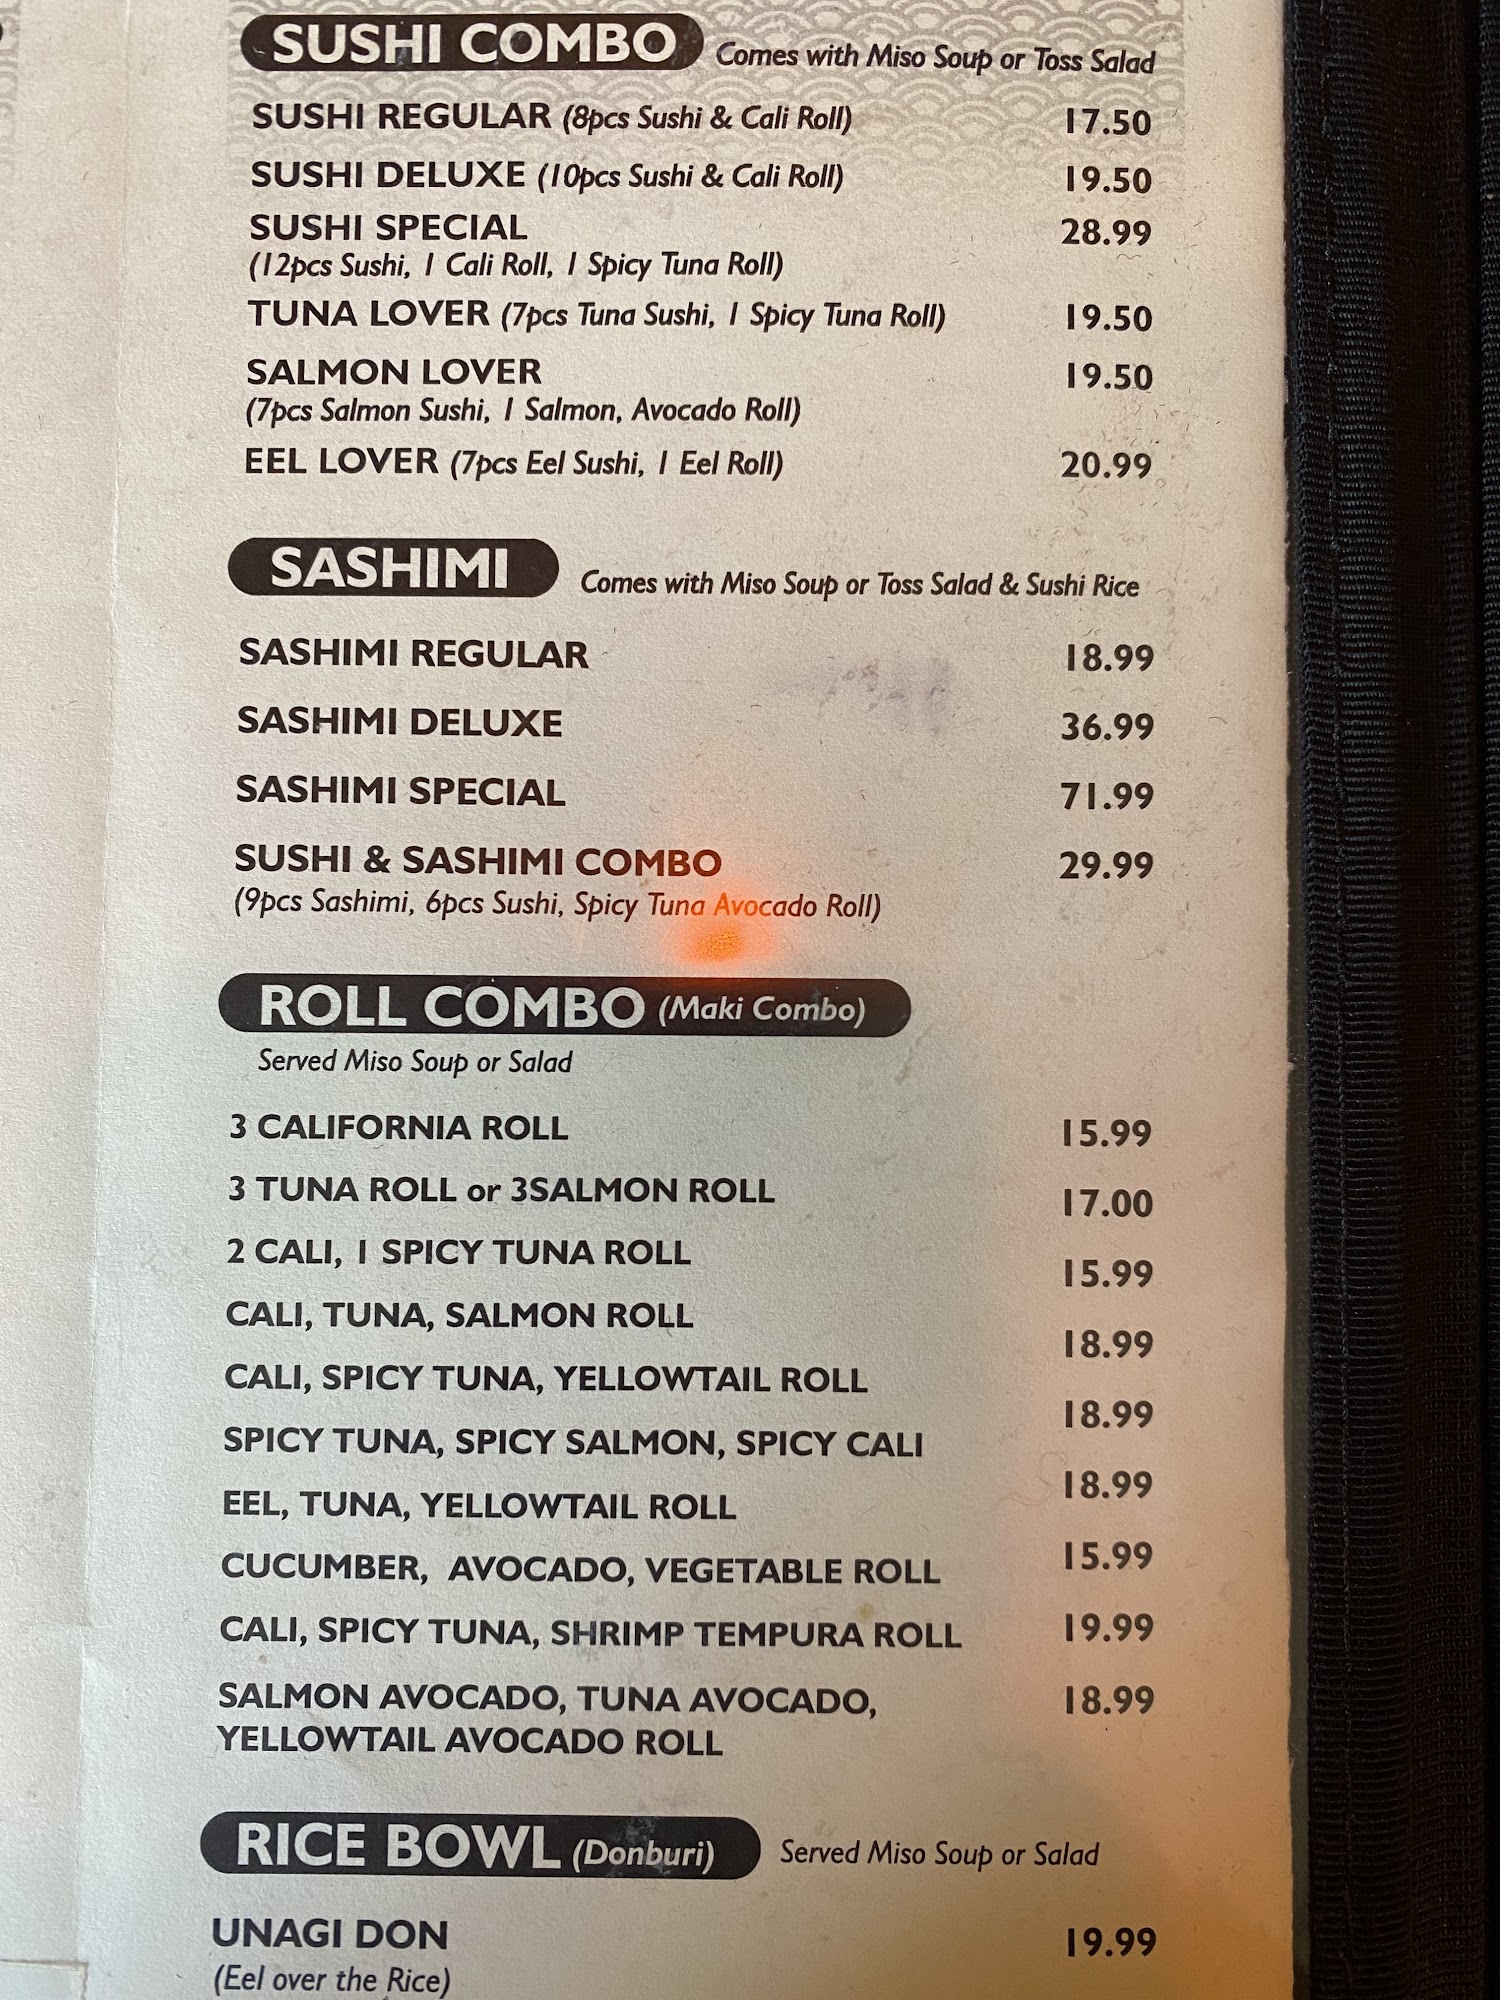 SUSHI COMBO Comes with Miso Soup or Toss Salad
SUSHI REGULAR (8pcs Sushi & Cali Roll) 17.50
SUSHI DELUXE (10pcs Sushi & Cali Roll) 19.50
SUSHI SPECIAL 28.99
(12pcs Sushi, 1 Cali Roll, 1 Spicy Tuna Roll)
TUNA LOVER (7pcs Tuna Sushi, 1 Spicy Tuna Roll) 19.50
SALMON LOVER 19.50
(7pcs Salmon Sushi, 1 Salmon, Avocado Roll)
EEL LOVER (7pcs Eel Sushi, 1 Eel Roll) 20.99
SASHIMI Comes with Miso Soup or Toss Salad & Sushi Rice
SASHIMI REGULAR 18.99
SASHIMI DELUXE 36.99
SASHIMI SPECIAL 71.99
SUSHI & SASHIMI COMBO 29.99
(9pcs Sashimi, 6pcs Sushi, Spicy Tuna Avocado Roll)
ROLL COMBO (Maki Combo)
Served Miso Soup or Salad
3 CALIFORNIA ROLL 15.99
3 TUNA ROLL or 3SALMON ROLL 17.00
2 CALI, 1 SPICY TUNA ROLL 15.99
CALI, TUNA, SALMON ROLL 18.99
CALI, SPICY TUNA, YELLOWTAIL ROLL 18.99
SPICY TUNA, SPICY SALMON, SPICY CALI 18.99
EEL, TUNA, YELLOWTAIL ROLL 15.99
CUCUMBER, AVOCADO, VEGETABLE ROLL 19.99
CALI, SPICY TUNA, SHRIMP TEMPURA ROLL 18.99
SALMON AVOCADO, TUNA AVOCADO,
YELLOWTAIL AVOCADO ROLL
RICE BOWL (Donburi) Served Miso Soup or Salad
UNAGI DON 19.99
(Eel over the Rice)